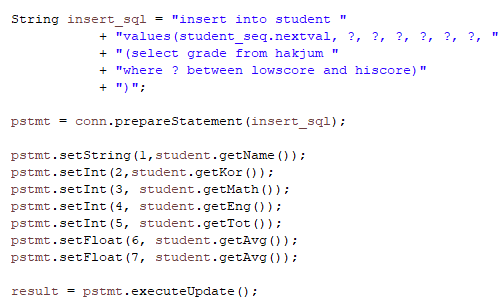 String insert_sql = "insert into student "
+ "values(student_seq.nextval, ?, ?, ?, ?, ?, ?, "
+ "(select grade from hakjum "
+ "where ? between lowscore and hiscore)"
+ ")";
pstmt = conn.prepareStatement(insert_sql);
pstmt.setString(1,student.getName());
pstmt.setInt(2,student.getKor());
pstmt.setInt(3, student.getMath());
pstmt.setInt(4, student.getEng());
pstmt.setInt(5, student.getTot());
pstmt.setFloat(6, student.getAvg());
pstmt.setFloat(7, student.getAvg());
result = pstmt.executeUpdate();